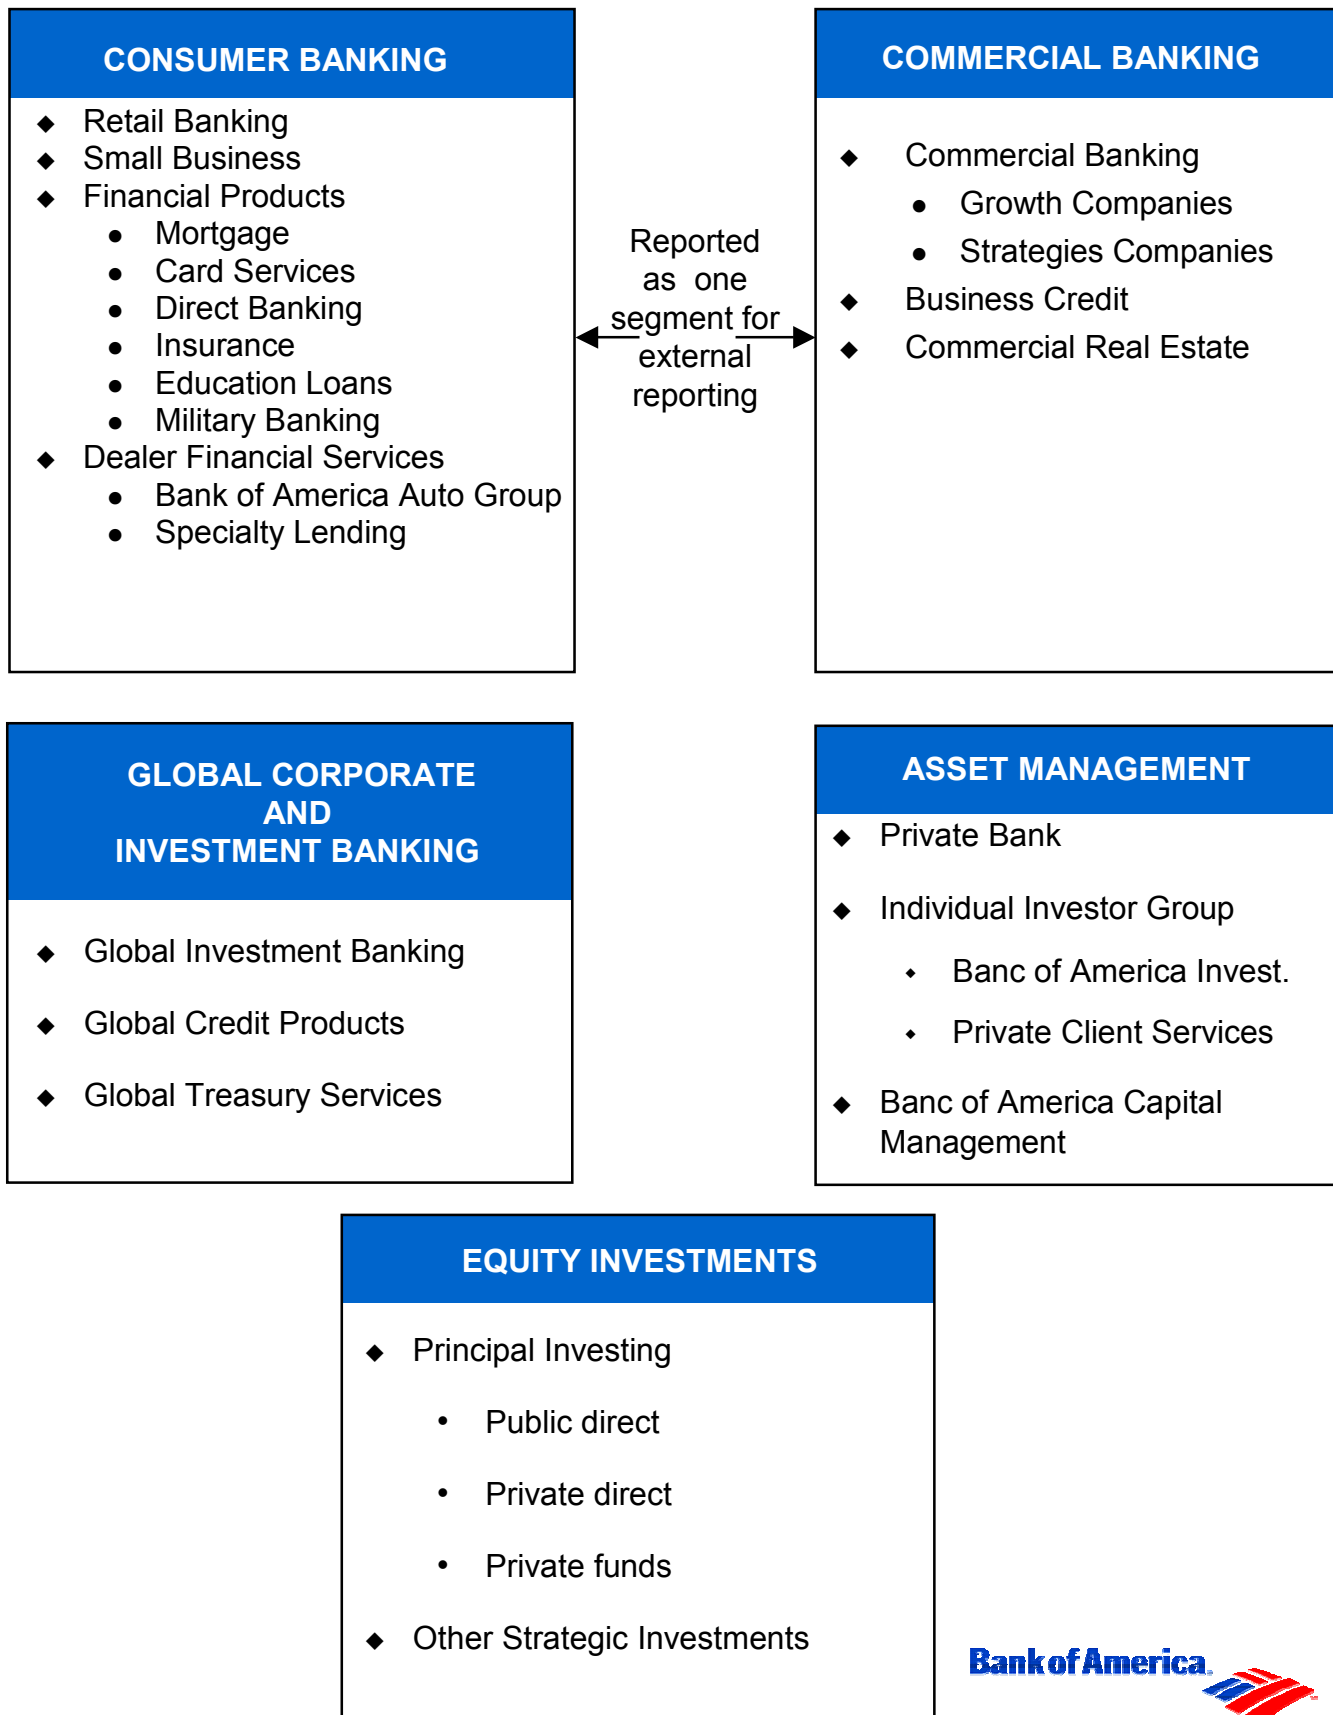 CONSUMER BANKING
◆ Retail Banking
◆ Small Business
◆ Financial Products
● Mortgage
● Card Services
● Direct Banking
● Insurance
● Education Loans
● Military Banking
◆ Dealer Financial Services
● Bank of America Auto Group
● Specialty Lending
Reported
as one
segment for
external
reporting
COMMERCIAL BANKING
◆ Commercial Banking
● Growth Companies
● Strategies Companies
◆ Business Credit
◆ Commercial Real Estate
GLOBAL CORPORATE
AND
INVESTMENT BANKING
◆ Global Investment Banking
◆ Global Credit Products
◆ Global Treasury Services
ASSET MANAGEMENT
◆ Private Bank
◆ Individual Investor Group
◆ Banc of America Invest.
◆ Private Client Services
◆ Banc of America Capital
Management
EQUITY INVESTMENTS
◆ Principal Investing
• Public direct
• Private direct
• Private funds
◆ Other Strategic Investments
Bank of America.